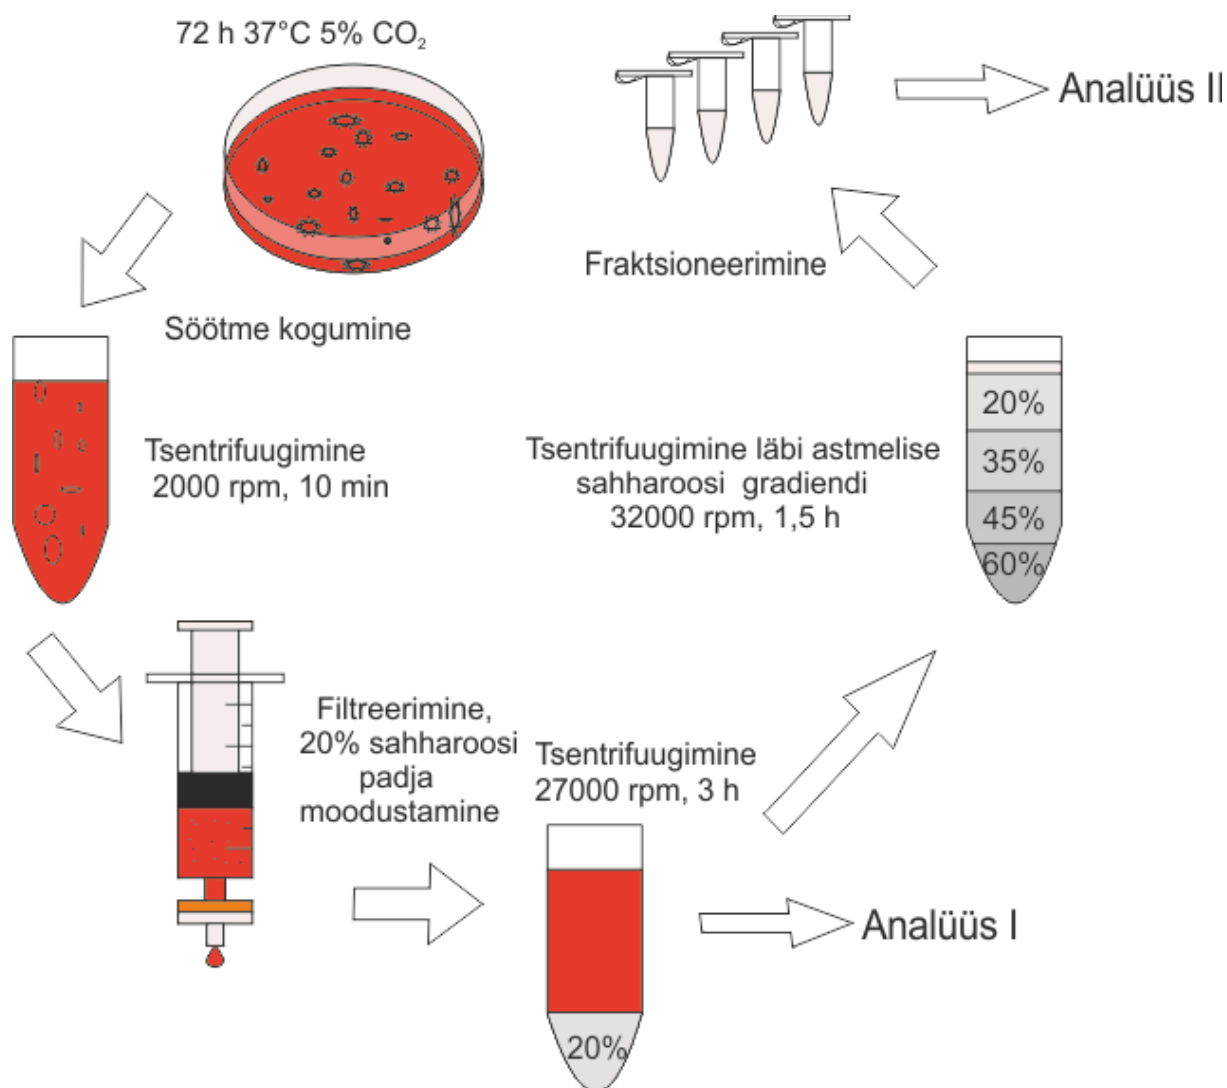 72 h 37°C 5% CO₂
Söötme kogumine
Tsentrifuugimine
2000 rpm, 10 min
Filtreerimine,
20% sahharoosi
padja
moodustamine
Tsentrifuugimine
27000 rpm, 3 h
20%
Analüüs I
Tsentrifuugimine läbi astmelise
sahharoosi gradiendi
32000 rpm, 1,5 h
20%
35%
45%
60%
Fraktsioneerimine
Analüüs II